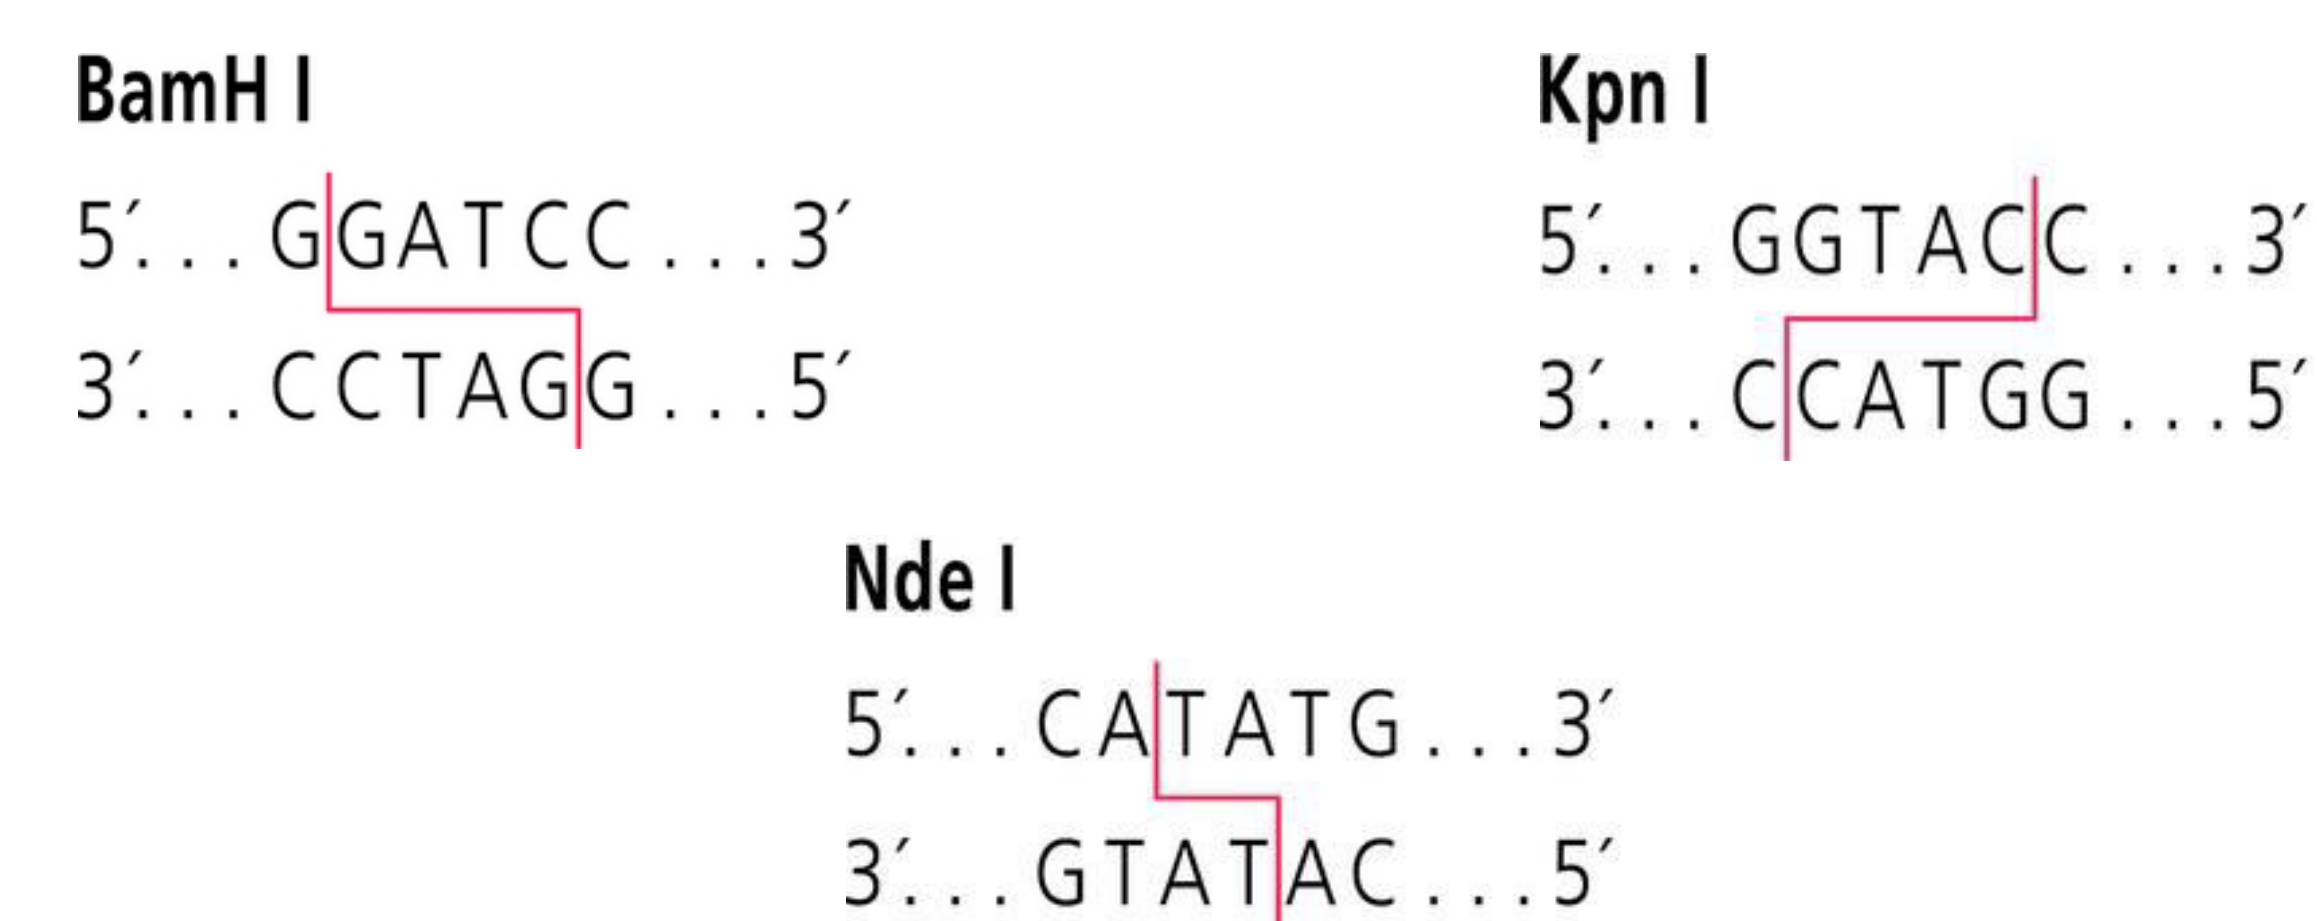 BamH I
5′. . . GGATCC . . . 3′
3′. . . CCTAGG . . . 5′
Kpn I
5′. . . GGTACC . . . 3′
3′. . . CCATGG . . . 5′
Nde I
5′. . . CATATG . . . 3′
3′. . . GTATAC . . . 5′